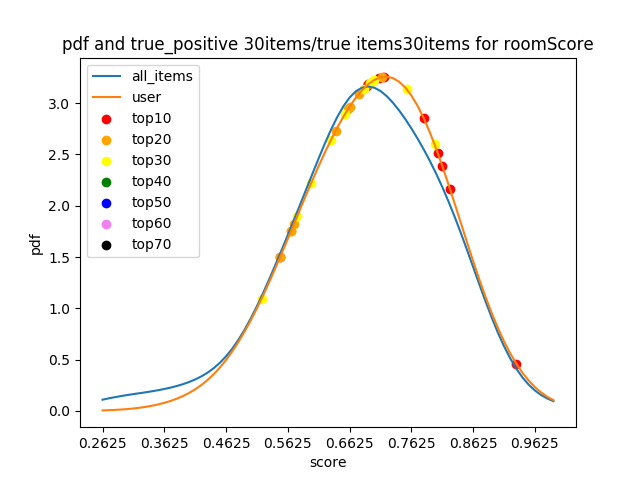 pdf and true_positive 30items/true items30items for roomScore
all_items
user
top10
top20
top30
top40
top50
top60
top70
pdf
3.0
2.5
2.0
1.5
1.0
0.5
0.0
0.2625 0.3625 0.4625 0.5625 0.6625 0.7625 0.8625 0.9625
score